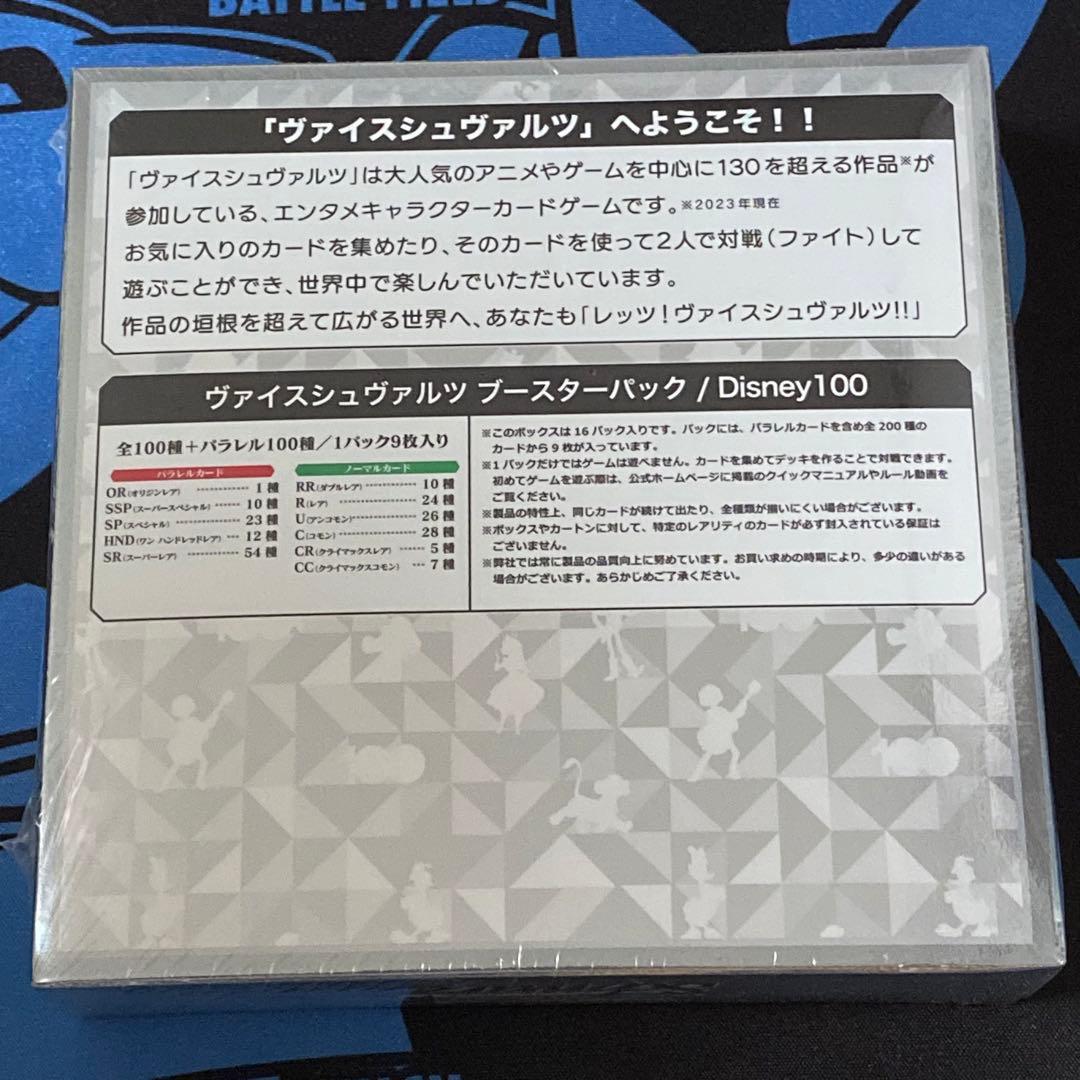 BATTLE FIELD
「ヴァイスシュヴァルツ」へようこそ！！
「ヴァイスシュヴァルツ」は大人気のアニメやゲームを中心に130を超える作品※が
参加している、エンタメキャラクターカードゲームです。※2023年現在
お気に入りのカードを集めたり、そのカードを使って2人で対戦（ファイト）して
遊ぶことができ、世界中で楽しんでいただいています。
作品の垣根を超えて広がる世界へ、あなたも「レッツ！ヴァイスシュヴァルツ!!」
ヴァイスシュヴァルツ ブースターパック / Disney100
全100種＋パラレル100種／1パック9枚入り
パラレルカード
OR(オリジンレア) ············ 1種
SSP(スーパースペシャル) ······ 10種
SP(スペシャル) ············ 23種
HND(ワン ハンドレッドレア) ··· 12種
SR(スーパーレア) ············ 54種
ノーマルカード
RR(ダブルレア) ············ 10種
R(レア) ············ 24種
U(アンコモン) ············ 26種
C(コモン) ············ 28種
CR(クライマックスレア) ······ 5種
CC(クライマックスコモン) ··· 7種
※このボックスは16パック入りです。パックには、パラレルカードを含め全200種の
カードから9枚が入っています。
※1パックだけではゲームは遊べません。カードを集めてデッキを作ることで対戦できます。
初めてゲームを遊ぶ際は、公式ホームページに掲載のクイックマニュアルやルール動画を
ご覧ください。
※製品の特性上、同じカードが続けて出たり、全種類が揃いにくい場合がございます。
※ボックスやカートンに対して、特定のレアリティのカードが必ず封入されている保証は
ございません。
※弊社では常に製品の品質向上に努めています。お買い求めの時期により、多少の違いがある
場合がございます。あらかじめご了承ください。